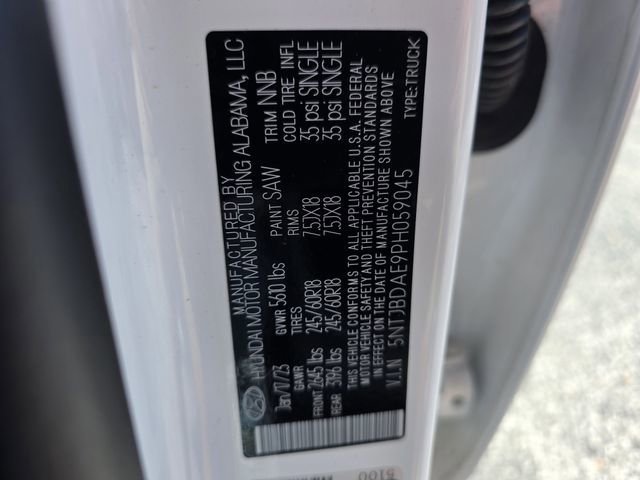 MANUFACTURED BY
HYUNDAI MOTOR MANUFACTURING ALABAMA, LLC
Jan/17/23 GVWR 5610 lbs PAINT SAW TRIM NNB
GAWR TIRES RIMS COLD TIRE INFL
FRONT 2645 lbs 245/60R18 7.5JX18 35 psi SINGLE
REAR 3196 lbs 245/60R18 7.5JX18 35 psi SINGLE
THIS VEHICLE CONFORMS TO ALL APPLICABLE U.S.A. FEDERAL
MOTOR VEHICLE SAFETY AND THEFT PREVENTION STANDARDS
IN EFFECT ON THE DATE OF MANUFACTURE SHOWN ABOVE
V.I.N 5NTJBDAE9PH059045 TYPE:TRUCK
5100